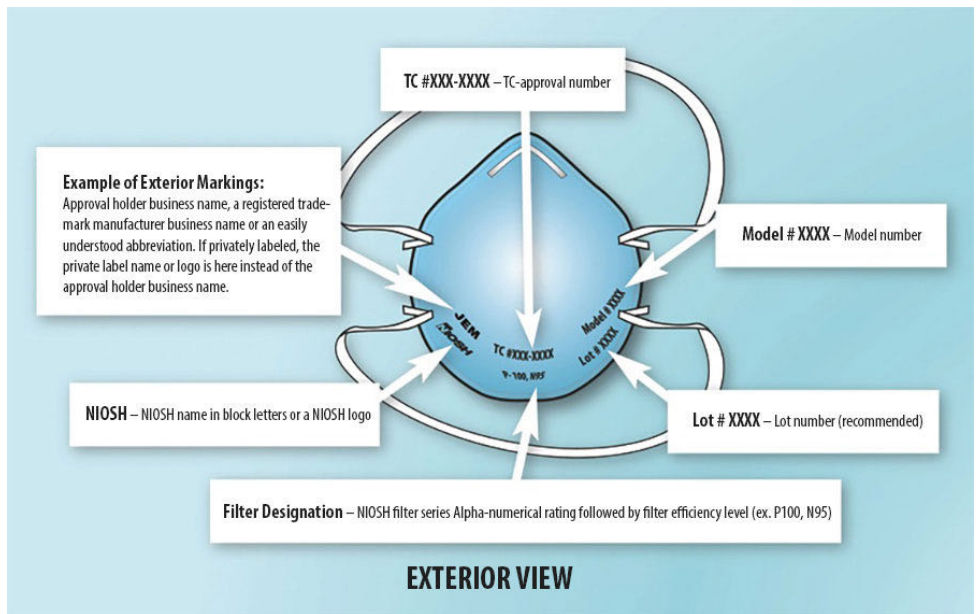 TC #XXX-XXXX – TC-approval number
Example of Exterior Markings:
Approval holder business name, a registered trade-
mark manufacturer business name or an easily
understood abbreviation. If privately labeled, the
private label name or logo is here instead of the
approval holder business name.
Model # XXXX – Model number
JEM
NIOSH
TC #XXX-XXXX
P-100, N95
Model # XXXX
Lot # XXXX
NIOSH – NIOSH name in block letters or a NIOSH logo
Lot # XXXX – Lot number (recommended)
Filter Designation – NIOSH filter series Alpha-numerical rating followed by filter efficiency level (ex. P100, N95)
EXTERIOR VIEW